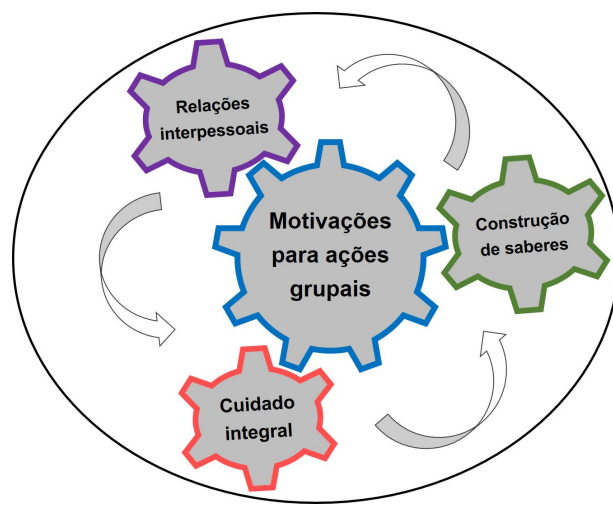 Relações
interpessoais
Motivações
para ações
grupais
Construção
de saberes
Cuidado
integral